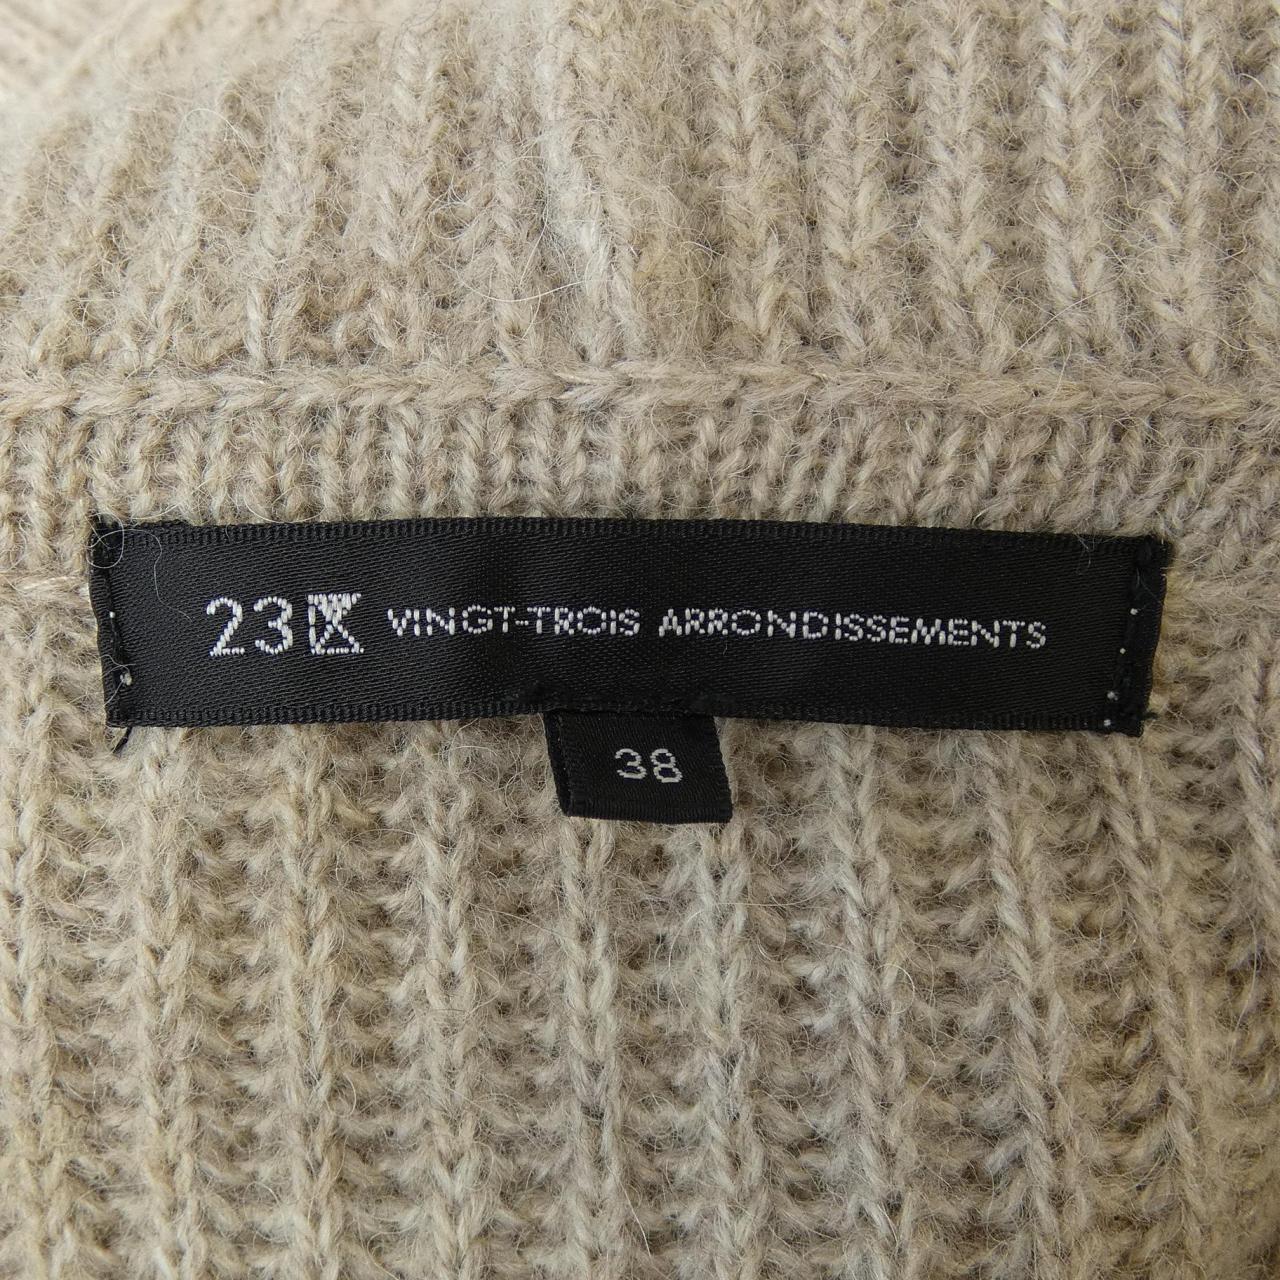 23区 VINGT-TROIS ARRONDISSEMENTS
38